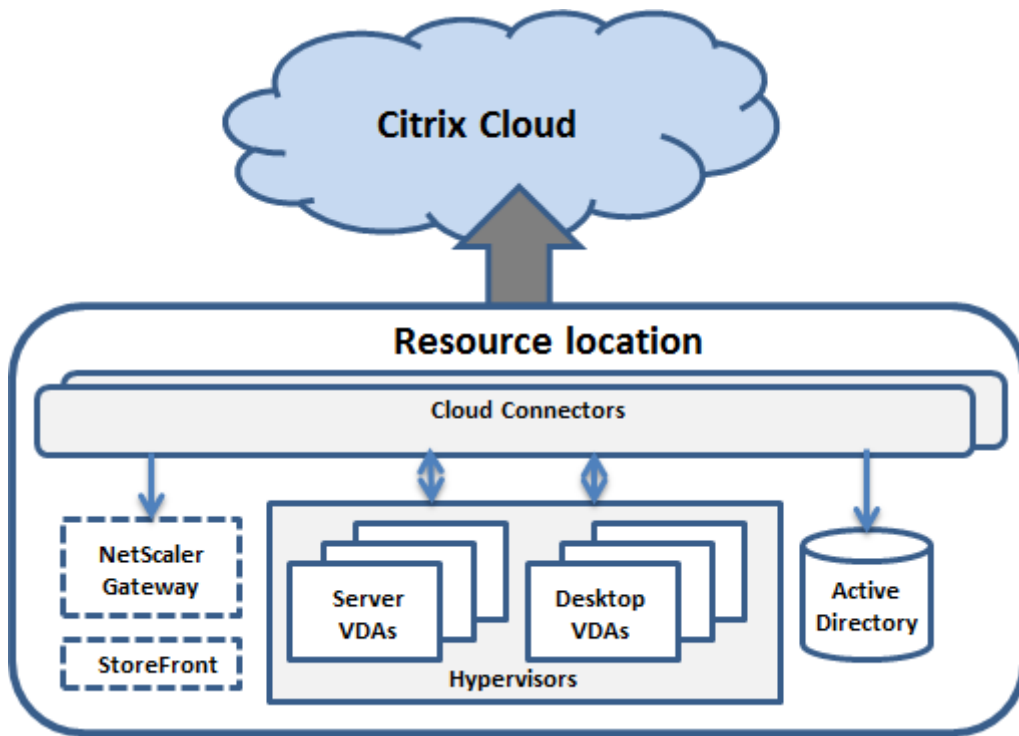 Citrix Cloud
Resource location
Cloud Connectors
NetScaler
Gateway
StoreFront
Server
VDAs
Desktop
VDAs
Hypervisors
Active
Directory